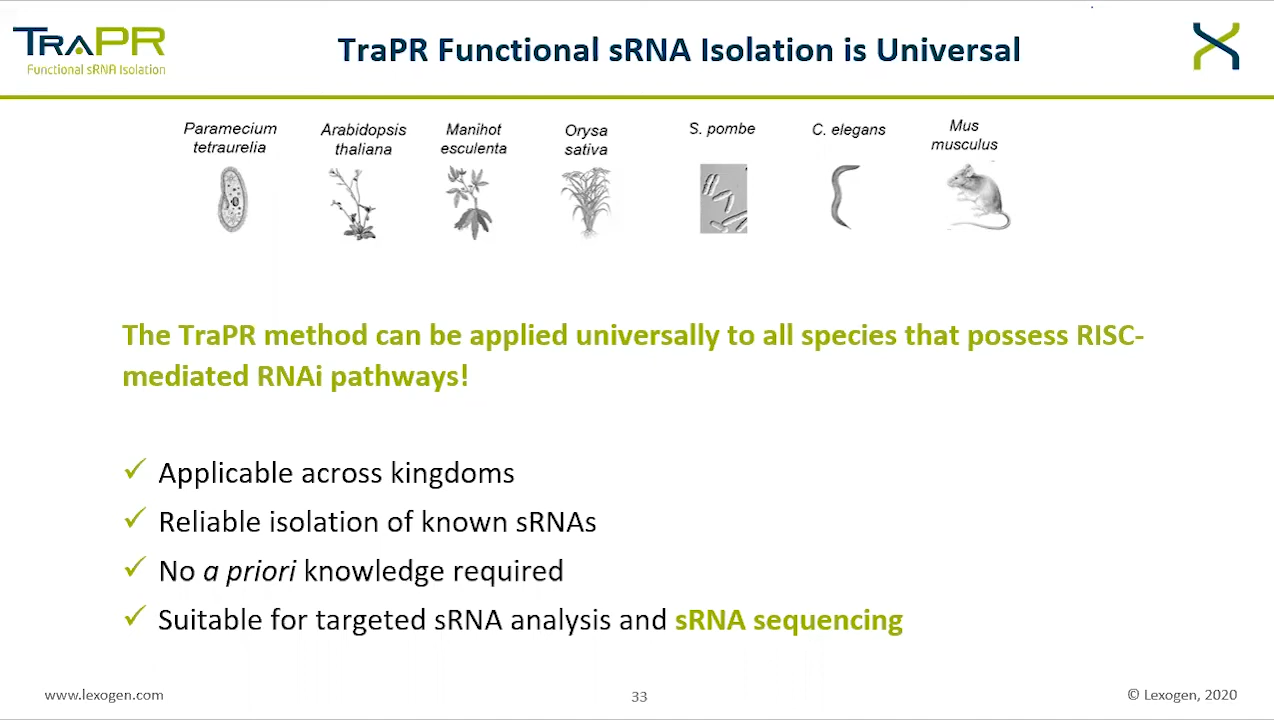 TRAPR
Functional sRNA Isolation
TraPR Functional sRNA Isolation is Universal
Paramecium
tetraurelia
Arabidopsis
thaliana
Manihot
esculenta
Orysa
sativa
S. pombe
C. elegans
Mus
musculus
The TraPR method can be applied universally to all species that possess RISC-
mediated RNAi pathways!
✓ Applicable across kingdoms
✓ Reliable isolation of known sRNAs
✓ No a priori knowledge required
✓ Suitable for targeted sRNA analysis and sRNA sequencing
www.lexogen.com
33
© Lexogen, 2020